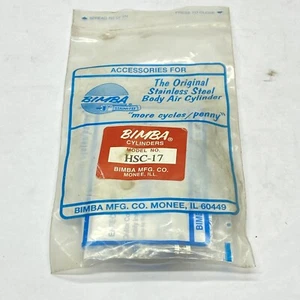 ACCESSORIES FOR
BIMBA®
The Original
Stainless Steel
Body Air Cylinder
"more cycles/penny"
BIMBA®
CYLINDERS
MODEL NO.
HSC-17
BIMBA MFG. CO.
MONEE, ILL
BIMBA MFG. CO. MONEE, IL 60449